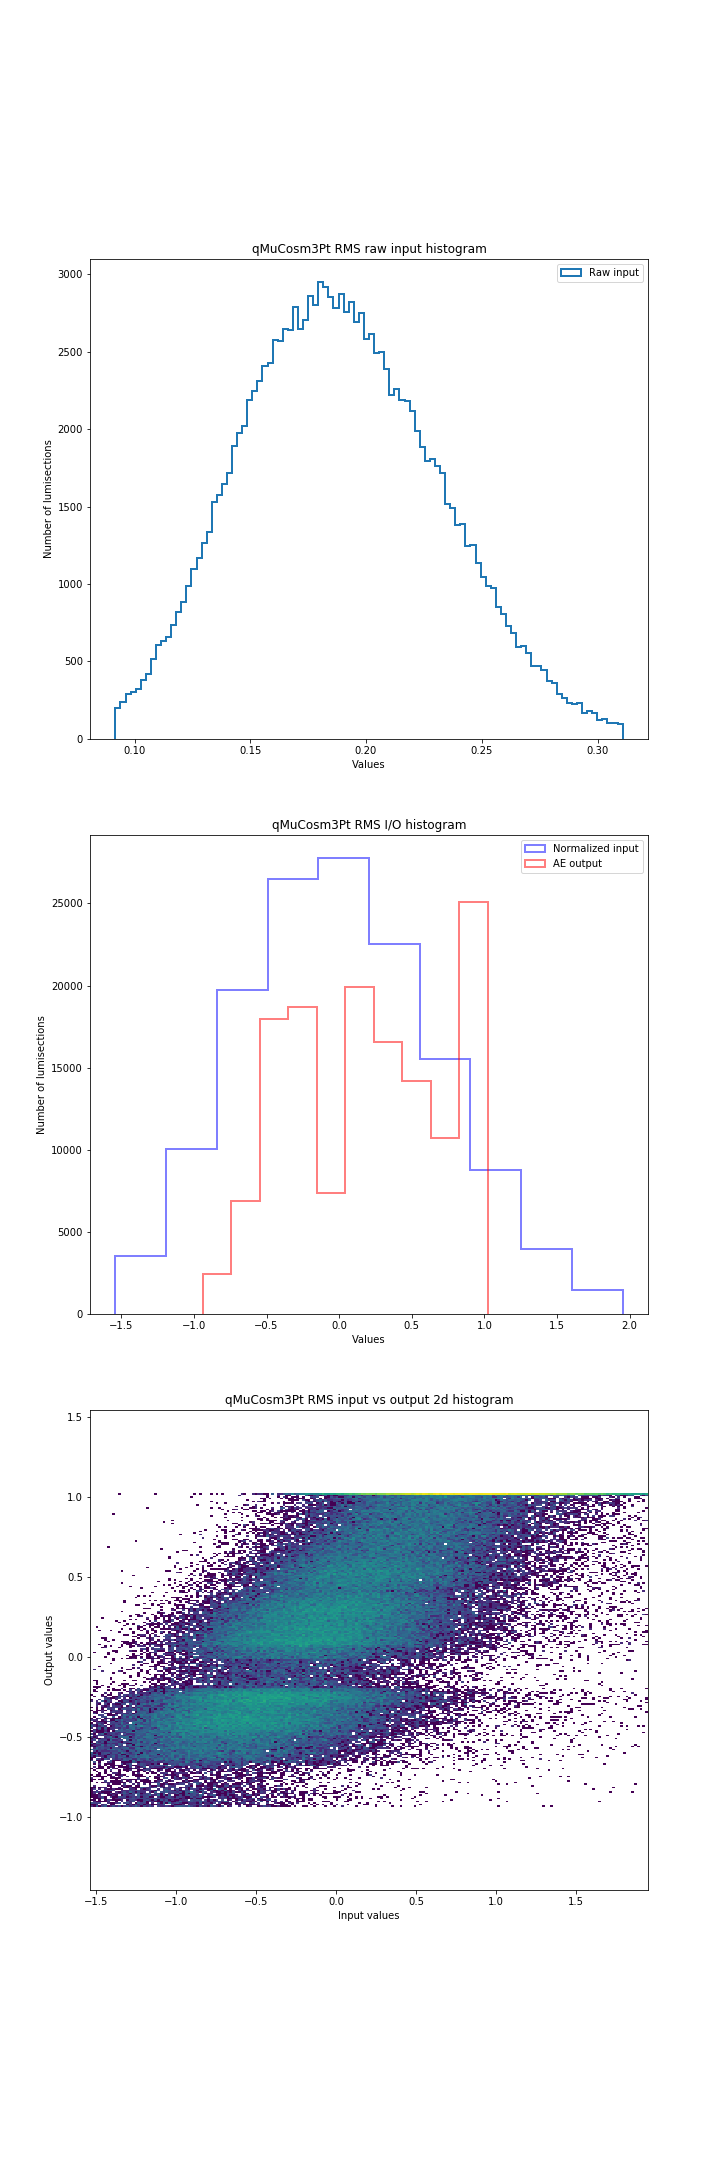 qMuCosm3Pt RMS raw input histogram
Raw input
3000
2500
2000
1500
1000
500
0
Number of lumisections
0.10 0.15 0.20 0.25 0.30
Values
qMuCosm3Pt RMS I/O histogram
Normalized input
AE output
25000
20000
15000
10000
5000
0
Number of lumisections
−1.5 −1.0 −0.5 0.0 0.5 1.0 1.5 2.0
Values
qMuCosm3Pt RMS input vs output 2d histogram
1.5
1.0
0.5
0.0
−0.5
−1.0
Output values
−1.5 −1.0 −0.5 0.0 0.5 1.0 1.5
Input values